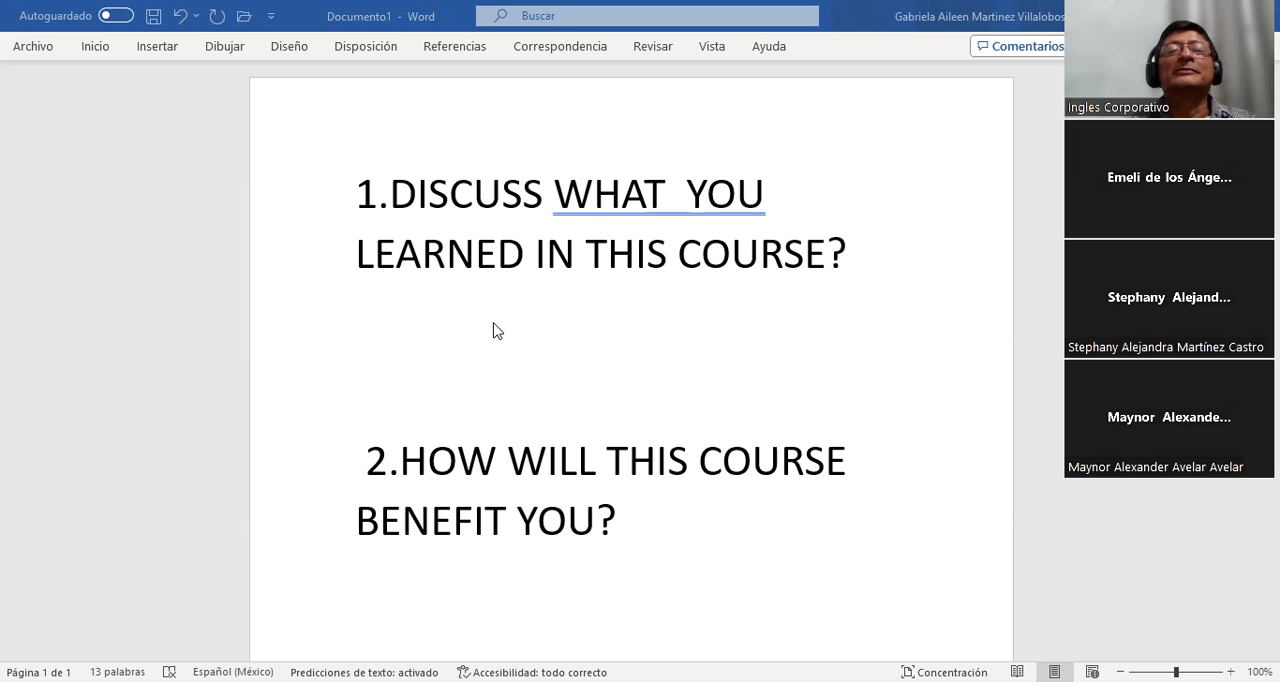 Autoguardado Documento1 - Word Buscar Gabriela Aileen Martinez Villalobos
Archivo Inicio Insertar Dibujar Diseño Disposición Referencias Correspondencia Revisar Vista Ayuda Comentarios
Ingles Corporativo
Emeli de los Ánge...
Stephany Alejand...
Stephany Alejandra Martínez Castro
Maynor Alexande...
Maynor Alexander Avelar Avelar
1.DISCUSS WHAT YOU
LEARNED IN THIS COURSE?
2.HOW WILL THIS COURSE
BENEFIT YOU?
Página 1 de 1 13 palabras Español (México) Predicciones de texto: activado Accesibilidad: todo correcto Concentración 100%